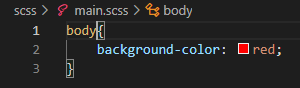 scss > main.scss > body
1 body{
2 background-color: red;
3 }